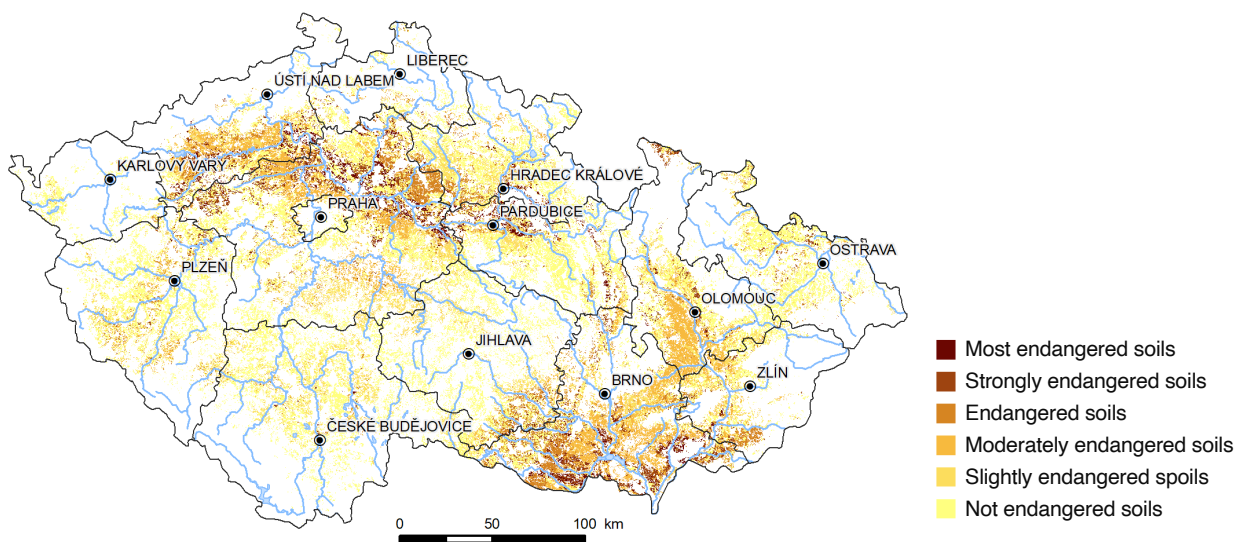 LIBEREC
ÚSTÍ NAD LABEM
KARLOVY VARY
HRADEC KRÁLOVÉ
PRAHA
PARDUBICE
OSTRAVA
PLZEŇ
OLOMOUC
JIHLAVA
ZLÍN
BRNO
ČESKÉ BUDĚJOVICE
Most endangered soils
Strongly endangered soils
Endangered soils
Moderately endangered soils
Slightly endangered spoils
Not endangered soils
0 50 100 km